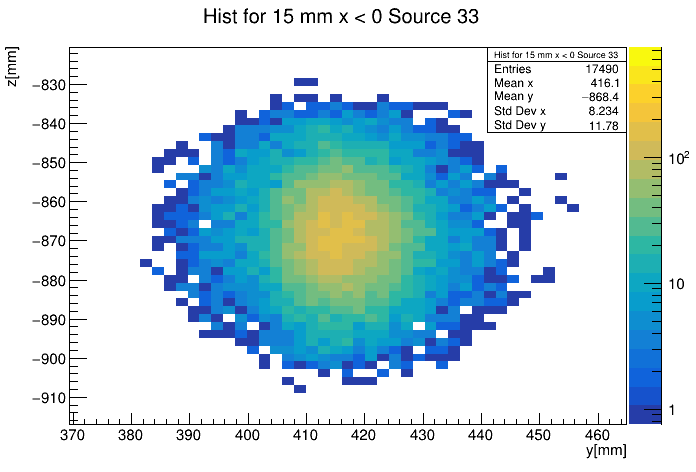 Hist for 15 mm x < 0 Source 33
z[mm]
Hist for 15 mm x < 0 Source 33
Entries 17490
Mean x 416.1
Mean y −868.4
Std Dev x 8.234
Std Dev y 11.78
−830
−840
−850
−860
−870
−880
−890
−900
−910
10²
10
1
370 380 390 400 410 420 430 440 450 460
y[mm]